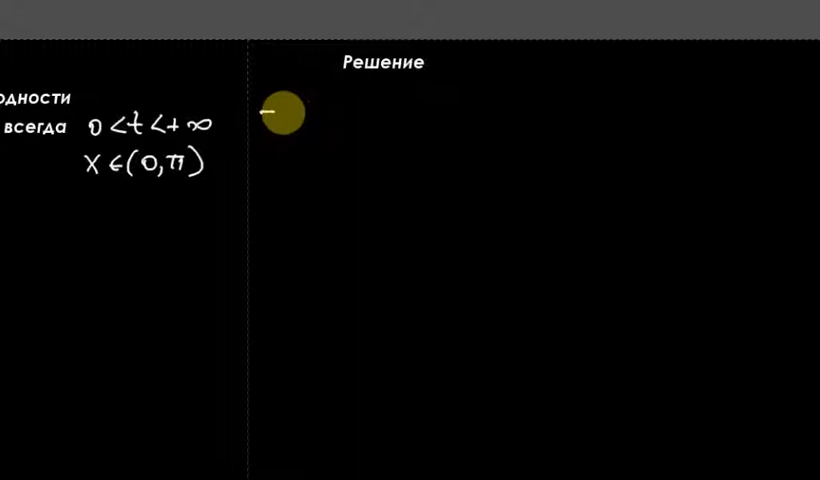 Решение
одности
всегда 0 < t < + ∞
x ∈ (0, π)